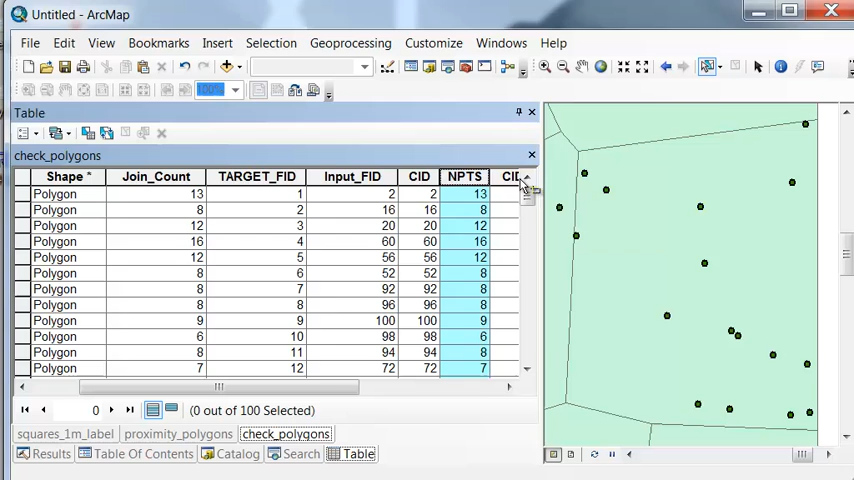 Untitled - ArcMap
File Edit View Bookmarks Insert Selection Geoprocessing Customize Windows Help
100%
Table
check_polygons
Shape * Join_Count TARGET_FID Input_FID CID NPTS CID
Polygon 13 1 2 2 13
Polygon 8 2 16 16 8
Polygon 12 3 20 20 12
Polygon 16 4 60 60 16
Polygon 12 5 56 56 12
Polygon 8 6 52 52 8
Polygon 8 7 92 92 8
Polygon 8 8 96 96 8
Polygon 9 9 100 100 9
Polygon 6 10 98 98 6
Polygon 8 11 94 94 8
Polygon 7 12 72 72 7
0 (0 out of 100 Selected)
squares_1m_label proximity_polygons check_polygons
Results Table Of Contents Catalog Search Table